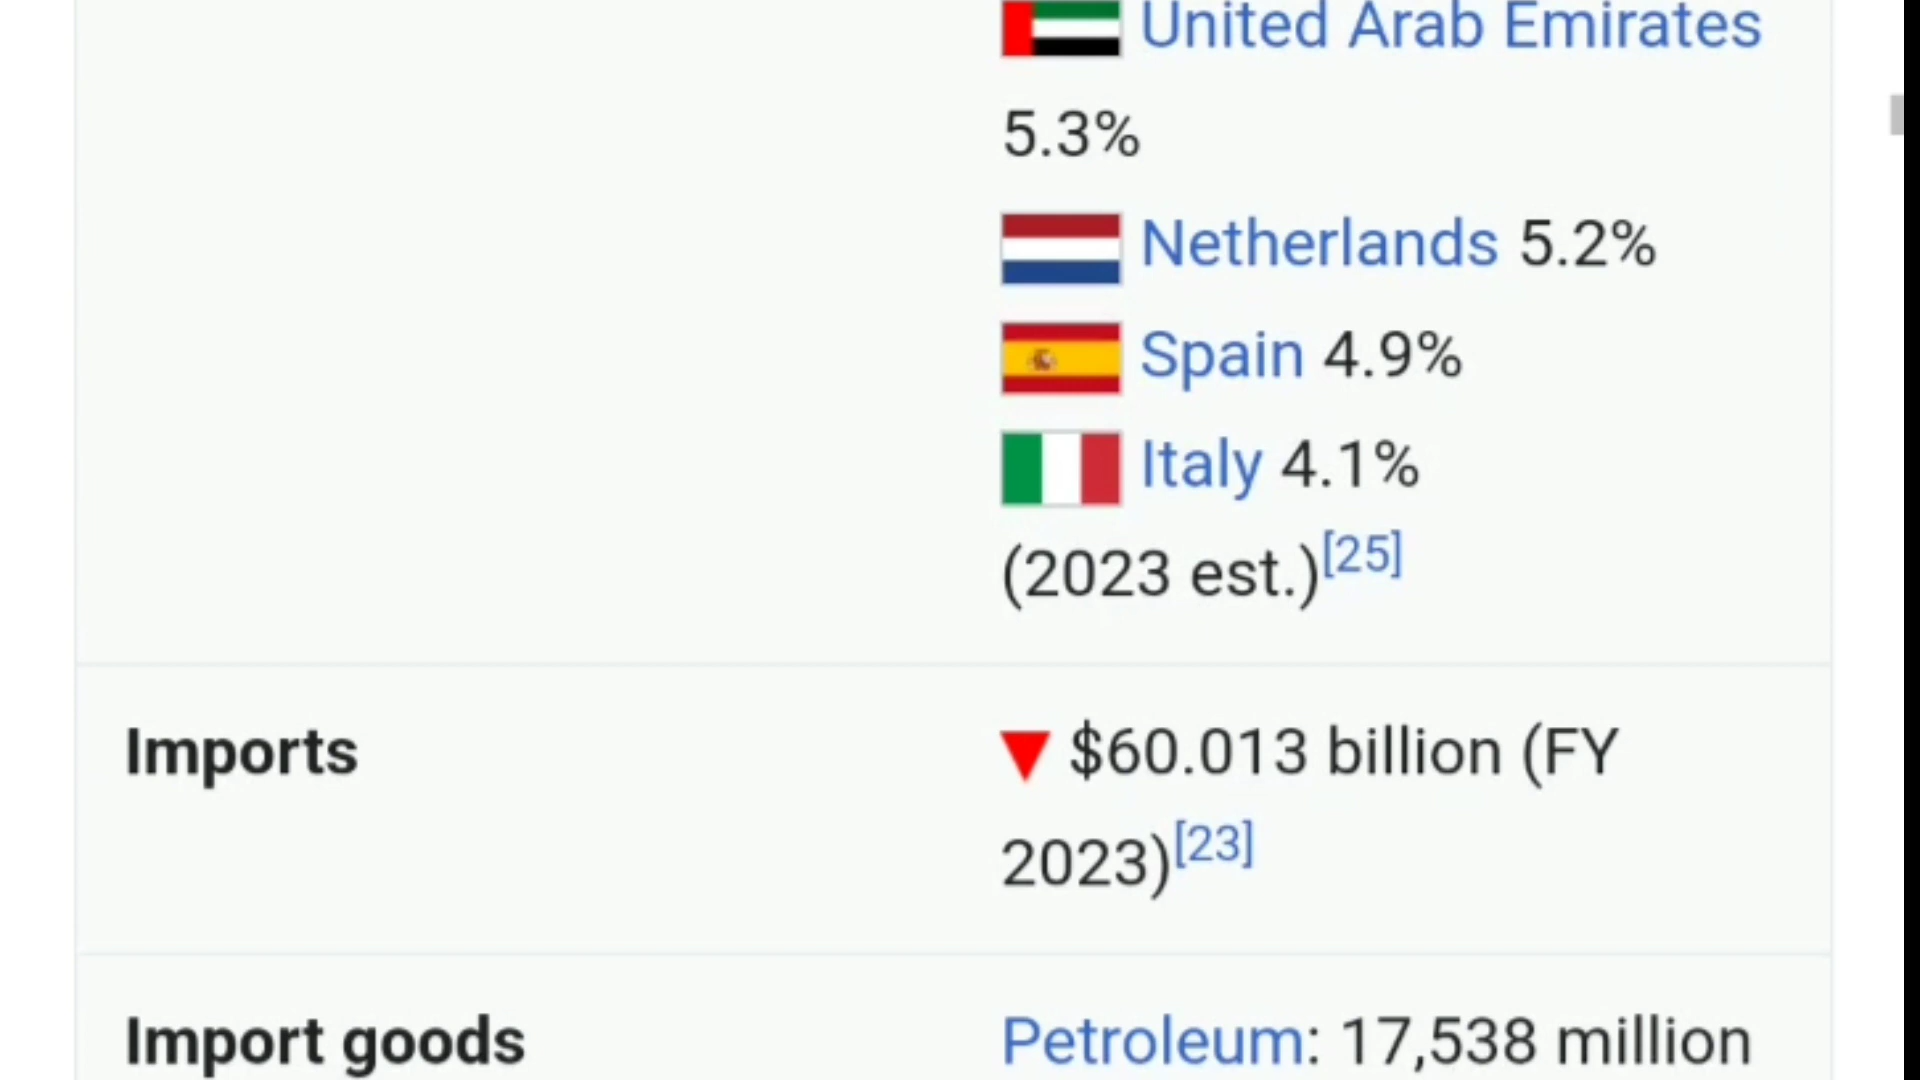 United Arab Emirates
5.3%
Netherlands 5.2%
Spain 4.9%
Italy 4.1%
(2023 est.)[25]
Imports
$60.013 billion (FY
2023)[23]
Import goods
Petroleum: 17,538 million